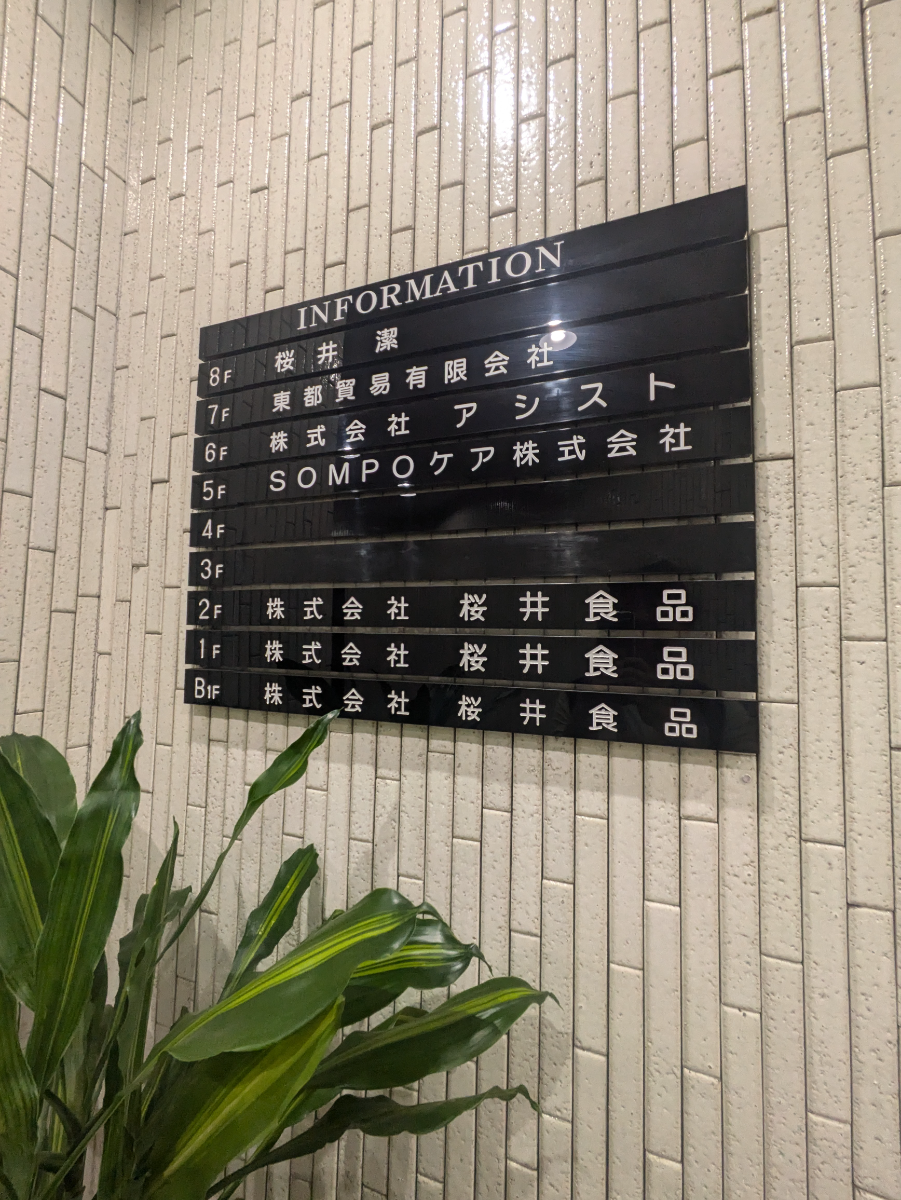 INFORMATION
8F 桜井 潔
7F 東都貿易有限会社
6F 株式会社 アシスト
5F SOMPOケア株式会社
4F
3F
2F 株式会社 桜井食品
1F 株式会社 桜井食品
B1F 株式会社 桜井食品